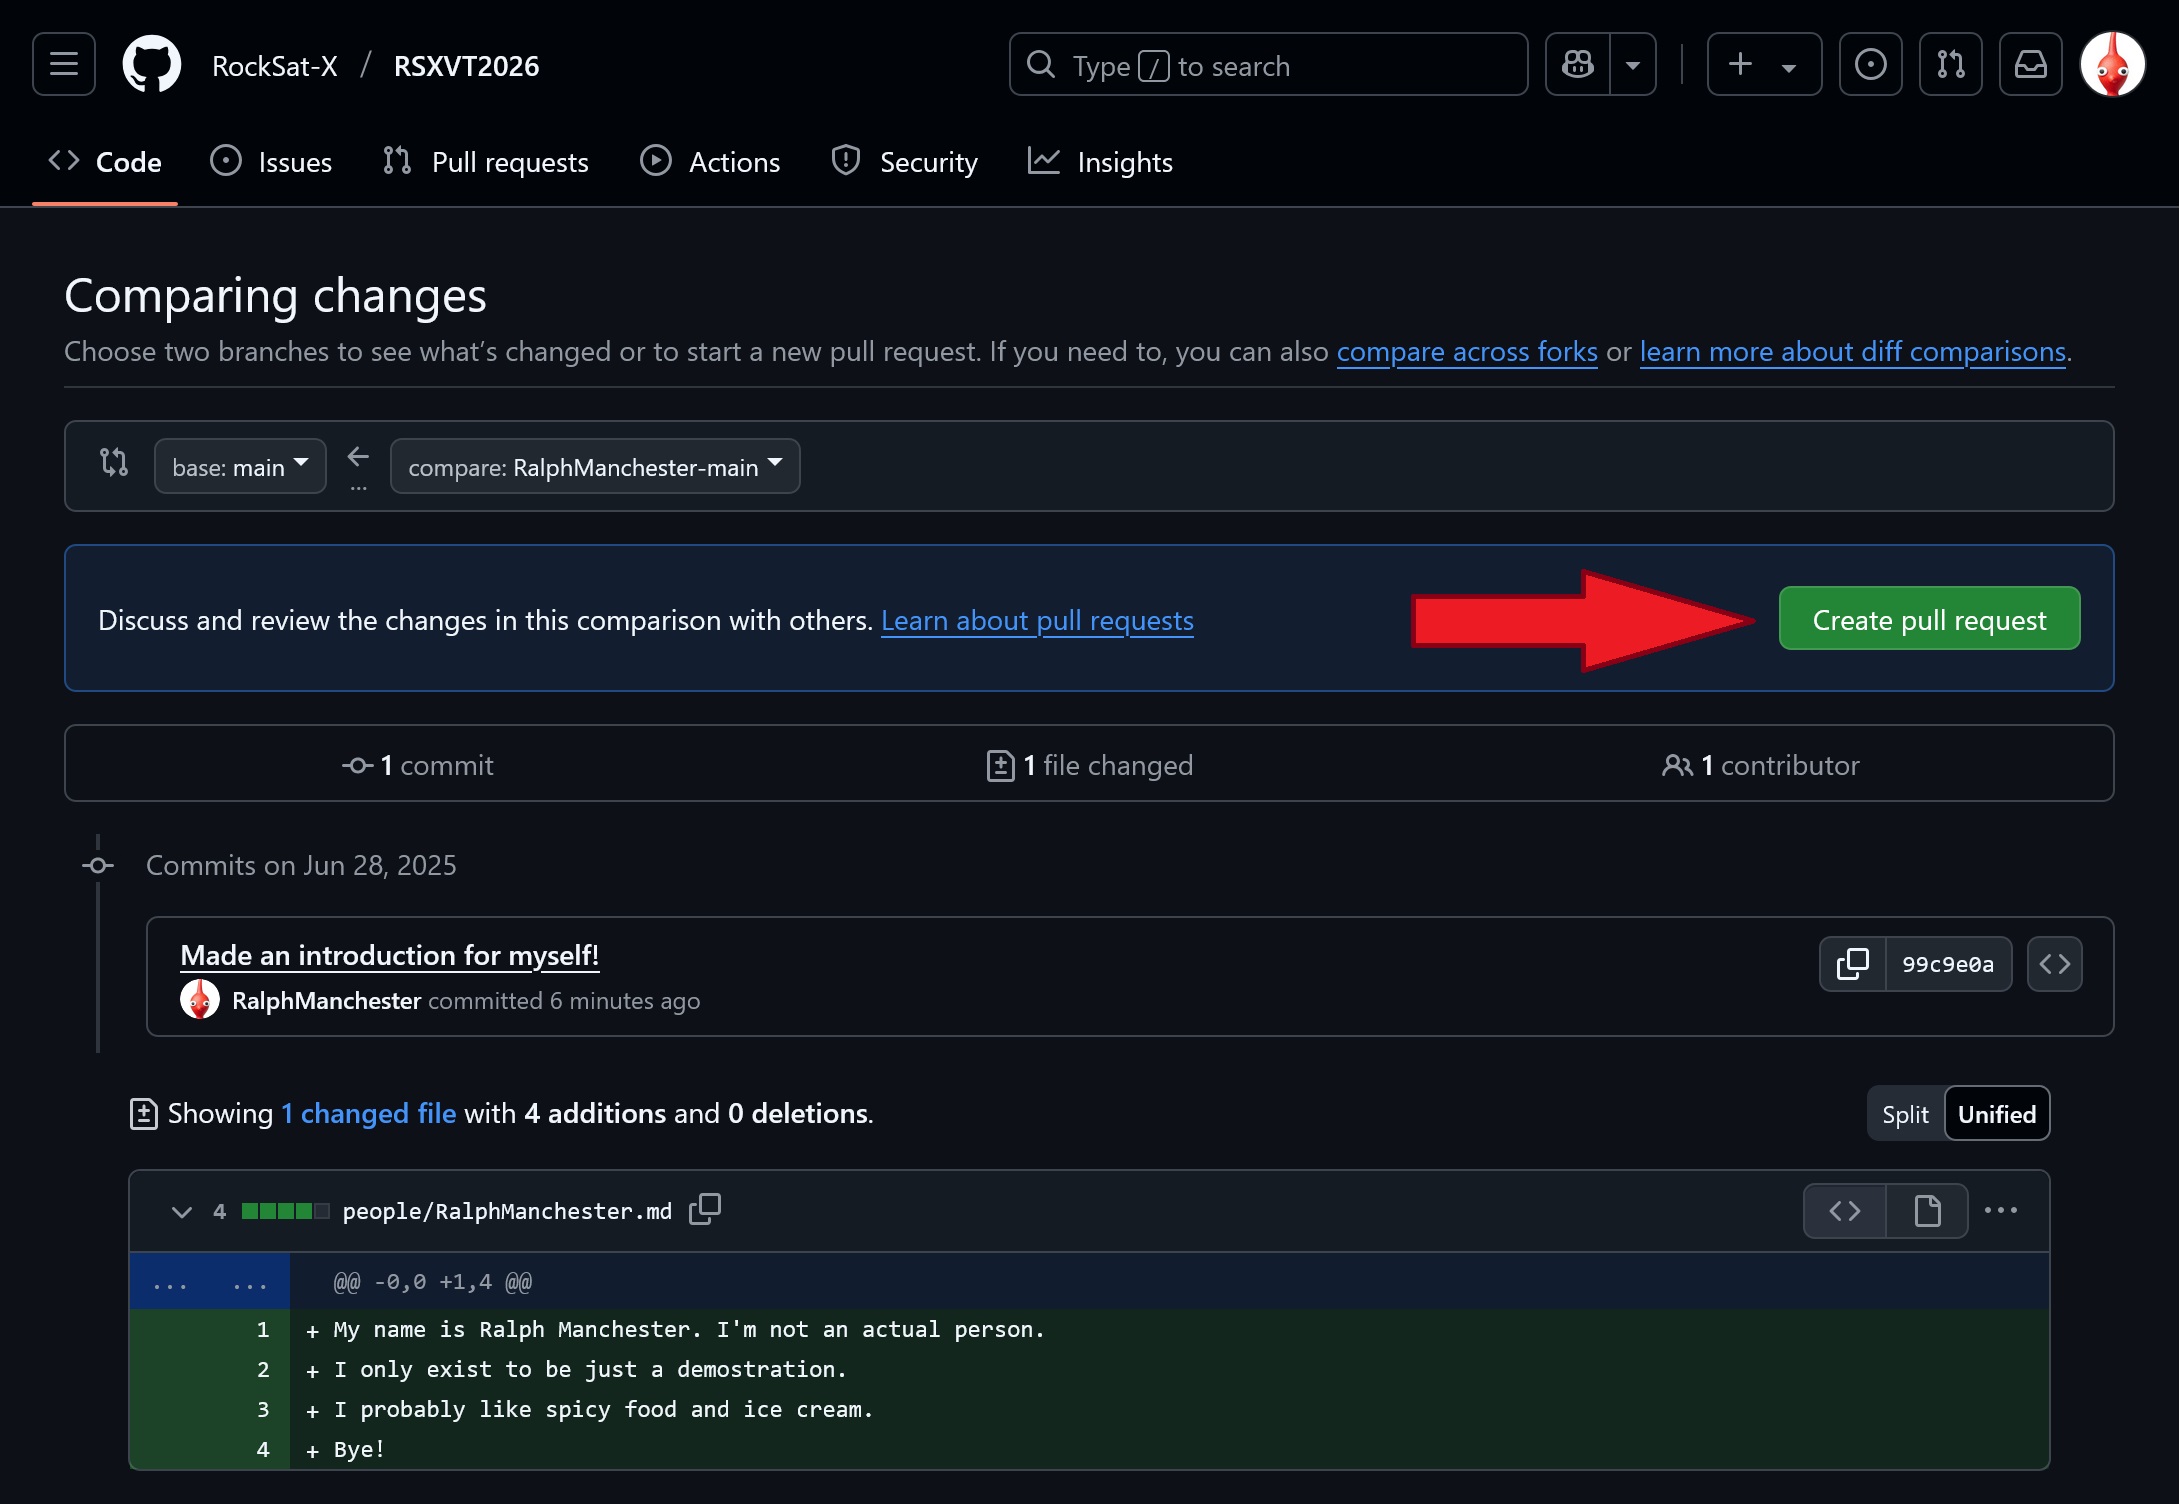 RockSat-X / RSXVT2026
Type / to search
Code Issues Pull requests Actions Security Insights
Comparing changes
Choose two branches to see what's changed or to start a new pull request. If you need to, you can also compare across forks or learn more about diff comparisons.
base: main ... compare: RalphManchester-main
Discuss and review the changes in this comparison with others. Learn about pull requests Create pull request
1 commit 1 file changed 1 contributor
Commits on Jun 28, 2025
Made an introduction for myself!
99c9e0a
RalphManchester committed 6 minutes ago
Showing 1 changed file with 4 additions and 0 deletions.
Split Unified
4 people/RalphManchester.md
... ... @@ -0,0 +1,4 @@
1 + My name is Ralph Manchester. I'm not an actual person.
2 + I only exist to be just a demostration.
3 + I probably like spicy food and ice cream.
4 + Bye!